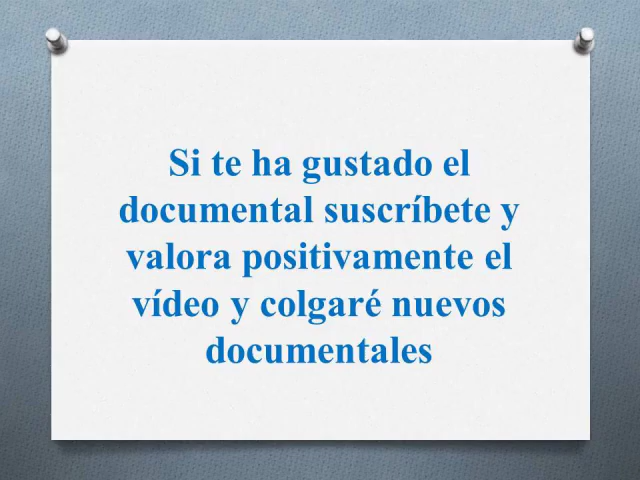 Si te ha gustado el
documental suscríbete y
valora positivamente el
vídeo y colgaré nuevos
documentales